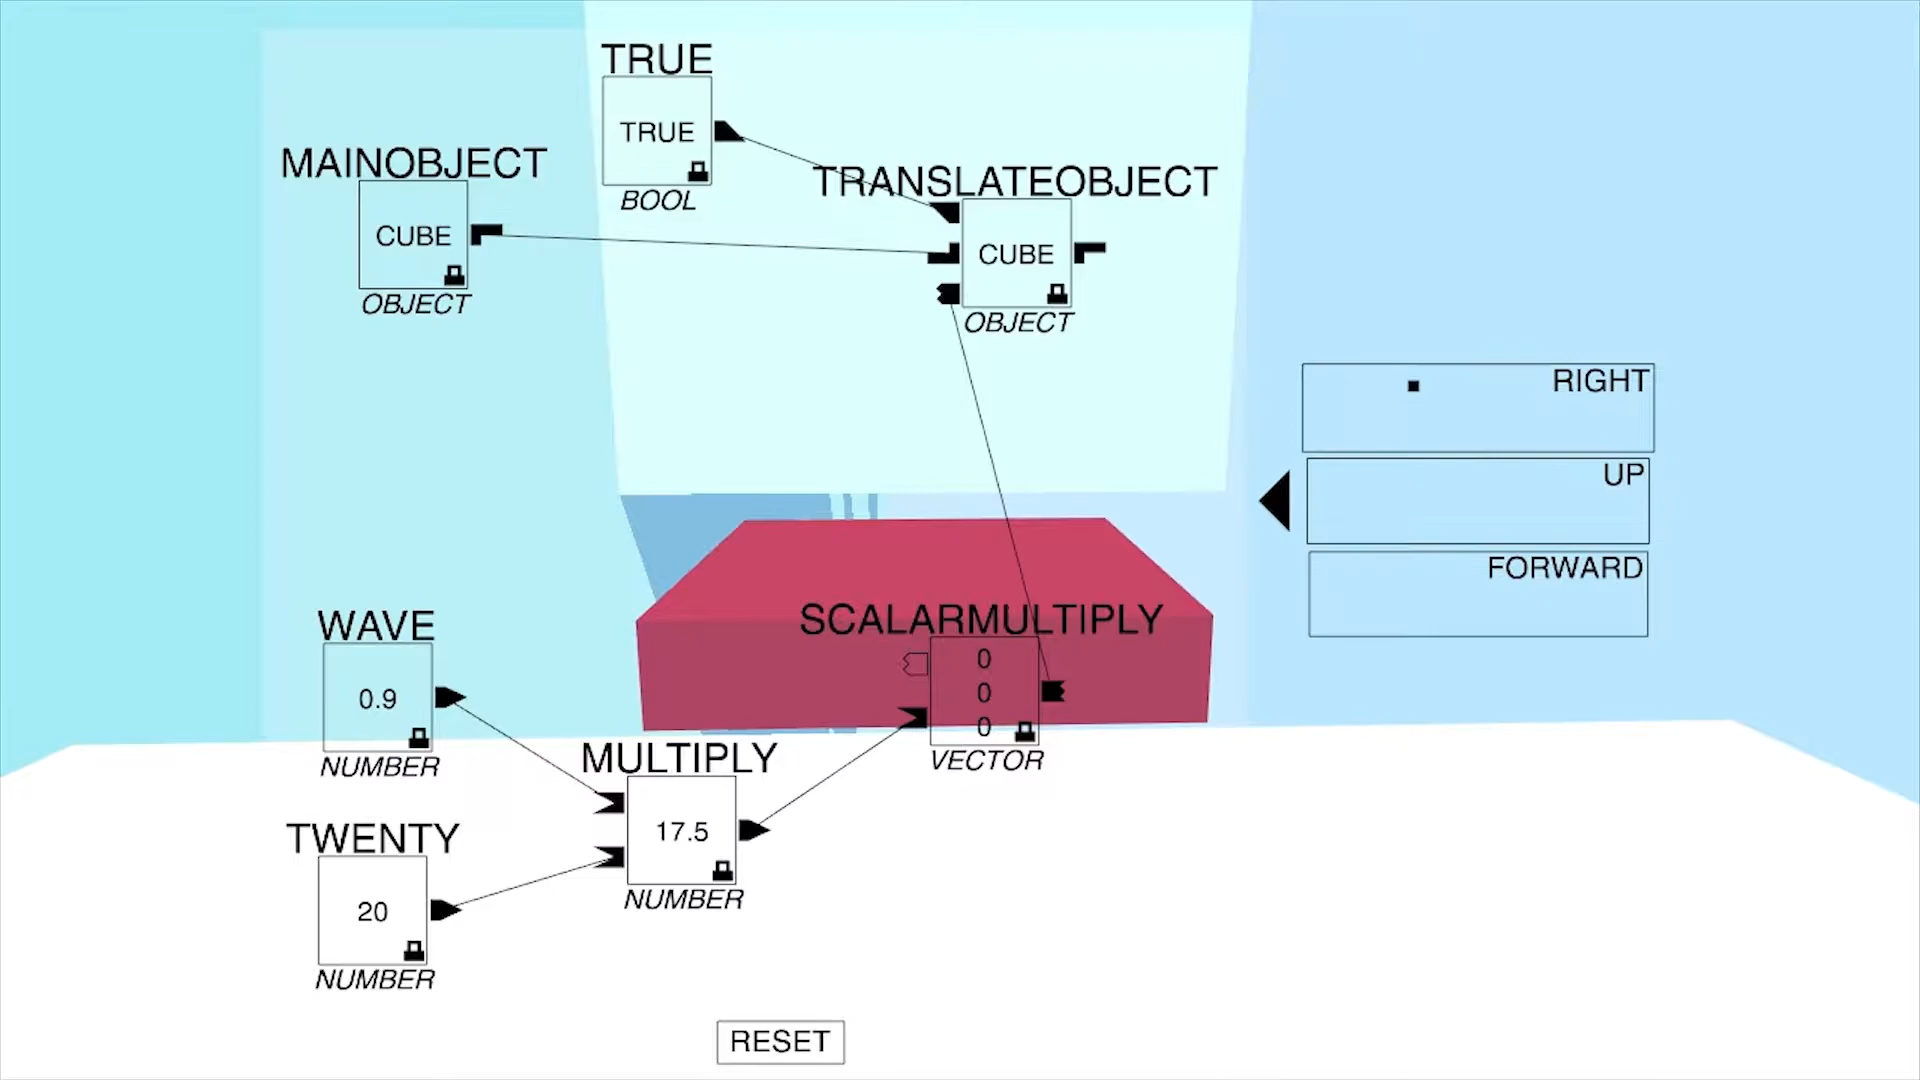 TRUE
TRUE
BOOL
MAINOBJECT
CUBE
OBJECT
TRANSLATEOBJECT
CUBE
OBJECT
RIGHT
UP
FORWARD
WAVE
0.9
NUMBER
SCALARMULTIPLY
0
0
0
VECTOR
MULTIPLY
17.5
NUMBER
TWENTY
20
NUMBER
RESET